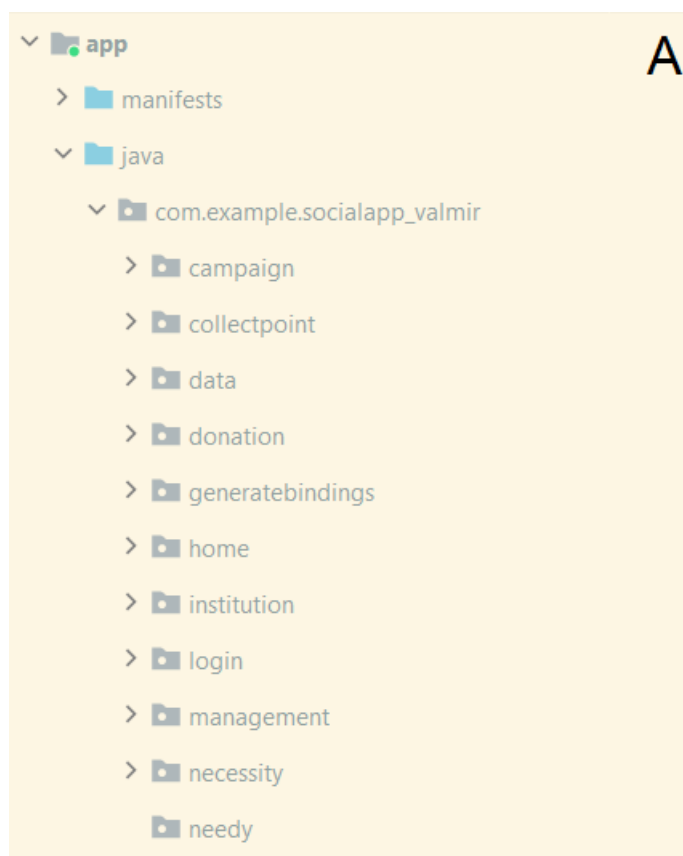 app
A
manifests
java
com.example.socialapp_valmir
campaign
collectpoint
data
donation
generatebindings
home
institution
login
management
necessity
needy